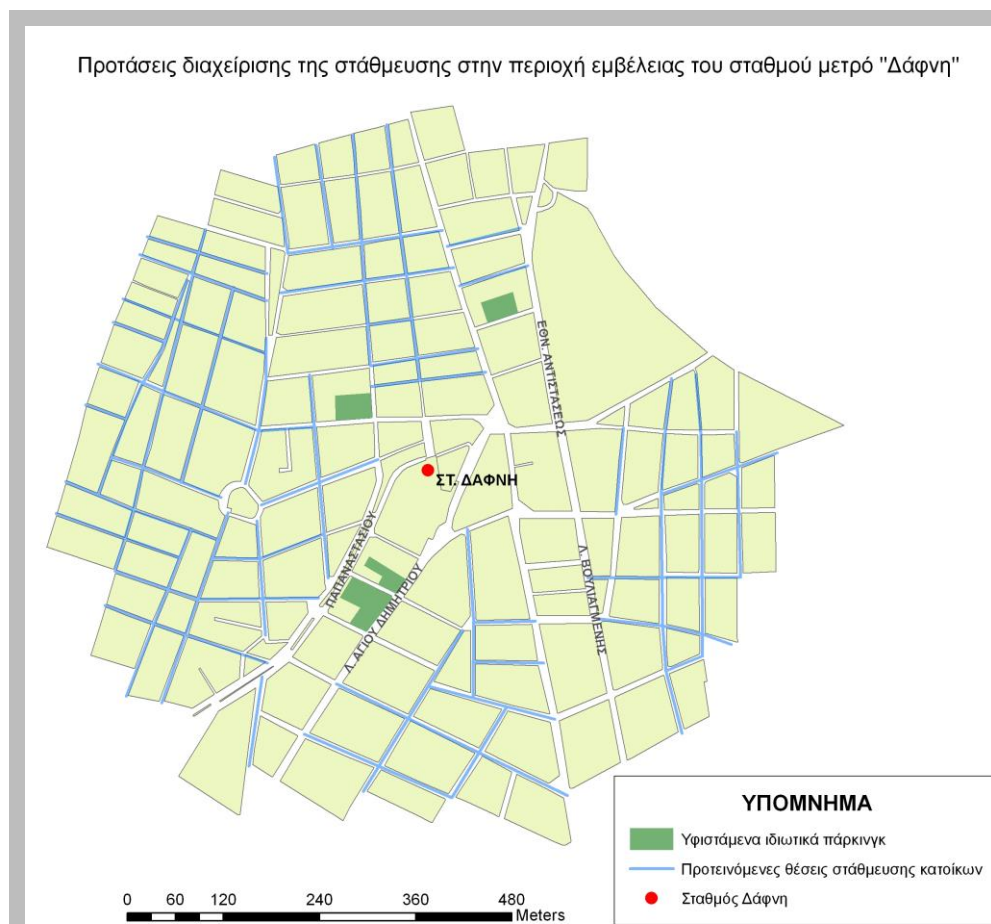 Προτάσεις διαχείρισης της στάθμευσης στην περιοχή εμβέλειας του σταθμού μετρό "Δάφνη"
ΕΘΝ. ΑΝΤΙΣΤΑΣΕΩΣ
ΣΤ. ΔΑΦΝΗ
ΠΑΠΑΝΑΣΤΑΣΙΟΥ
Λ. ΑΓΙΟΥ ΔΗΜΗΤΡΙΟΥ
Λ. ΒΟΥΛΙΑΓΜΕΝΗΣ
ΥΠΟΜΝΗΜΑ
Υφιστάμενα ιδιωτικά πάρκινγκ
Προτεινόμενες θέσεις στάθμευσης κατοίκων
Σταθμός Δάφνη
0 60 120 240 360 480
Meters